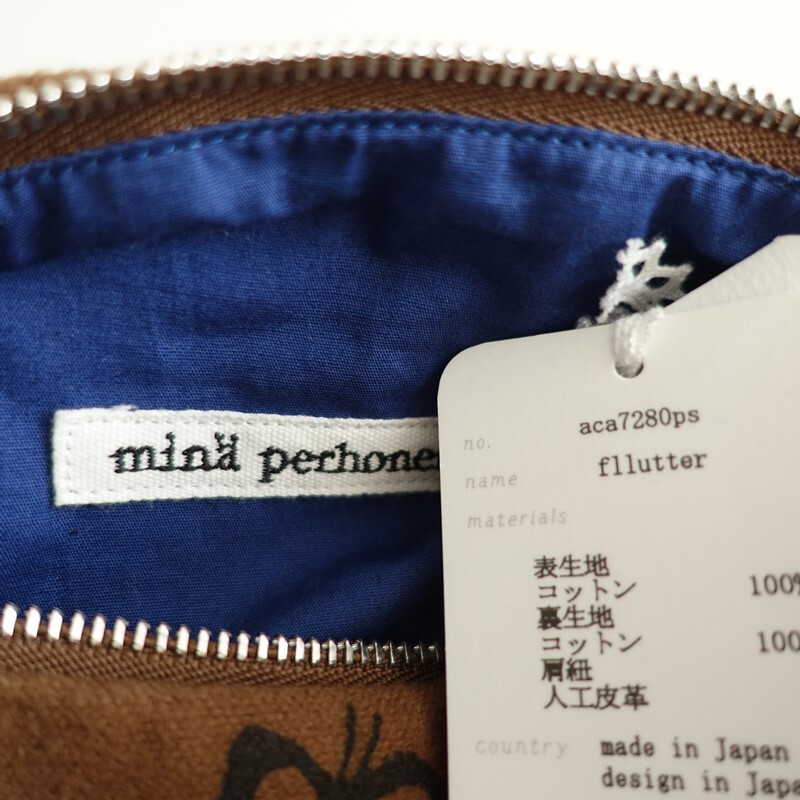 minä perhone
no. aca7280ps
name fllutter
materials
表生地
コットン 100%
裏生地
コットン 100
肩紐
人工皮革
country made in Japan
design in Japa